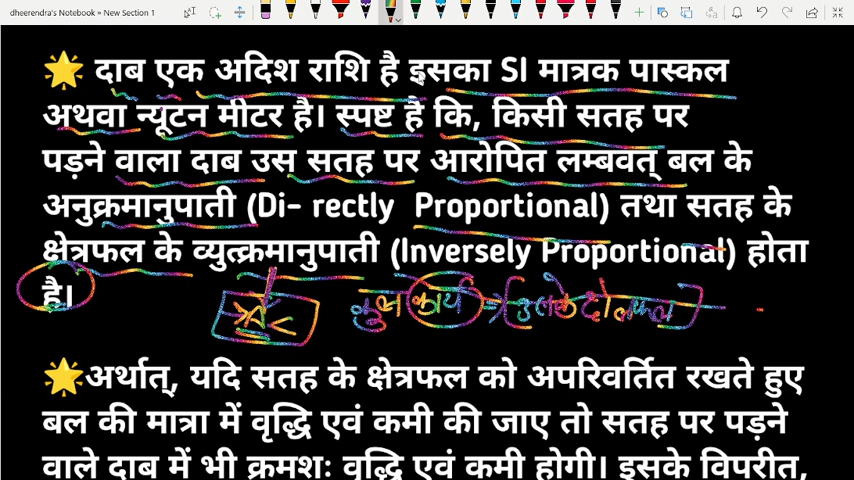 dheerendra's Notebook » New Section 1
🌟 दाब एक अदिश राशि है इसका SI मात्रक पास्कल
अथवा न्यूटन मीटर है। स्पष्ट है कि, किसी सतह पर
पड़ने वाला दाब उस सतह पर आरोपित लम्बवत् बल के
अनुक्रमानुपाती (Di- rectly Proportional) तथा सतह के
क्षेत्रफल के व्युत्क्रमानुपाती (Inversely Proportional) होता
है।
कार्य
🌟अर्थात्, यदि सतह के क्षेत्रफल को अपरिवर्तित रखते हुए
बल की मात्रा में वृद्धि एवं कमी की जाए तो सतह पर पड़ने
वाले दाब में भी क्रमशः वृद्धि एवं कमी होगी। इसके विपरीत,